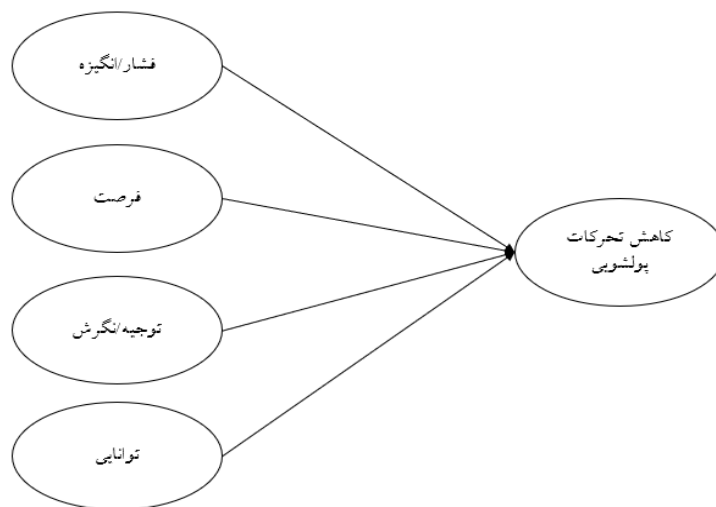 فشار/انگیزه
فرصت
توجیه/نگرش
توانایی
کاهش تحرکات
پولشویی